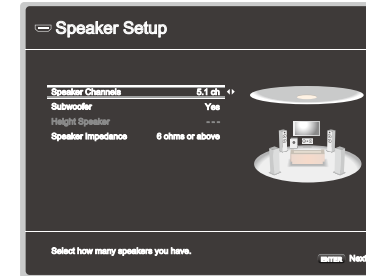 Speaker Setup
Speaker Channels 5.1 ch
Subwoofer Yes
Height Speaker ---
Speaker Impedance 6 ohms or above
Select how many speakers you have.
ENTER Next